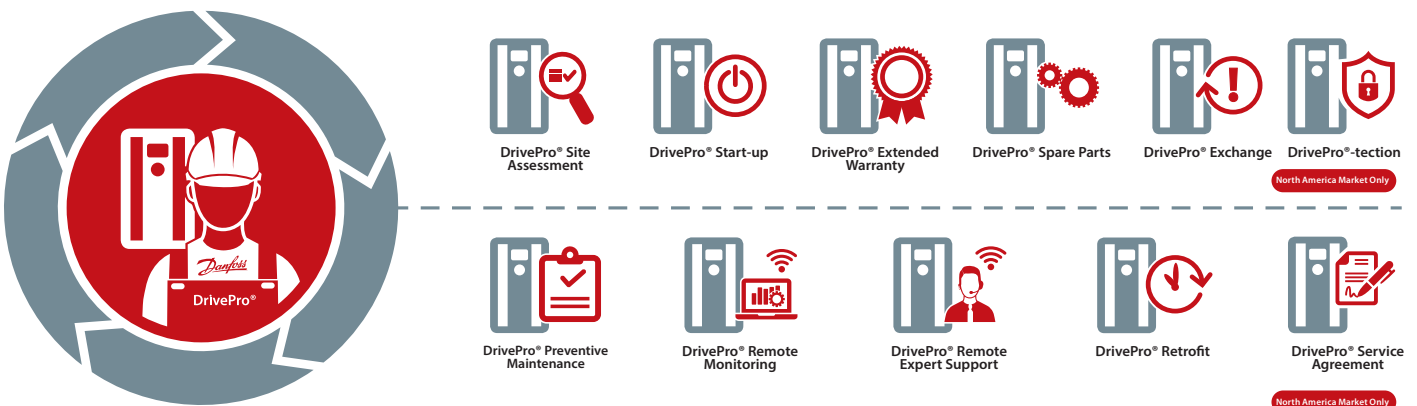 Danfoss
DrivePro®
DrivePro® Site
Assessment
DrivePro® Start-up
DrivePro® Extended
Warranty
DrivePro® Spare Parts
DrivePro® Exchange
DrivePro®-tection
North America Market Only
DrivePro® Preventive
Maintenance
DrivePro® Remote
Monitoring
DrivePro® Remote
Expert Support
DrivePro® Retrofit
DrivePro® Service
Agreement
North America Market Only